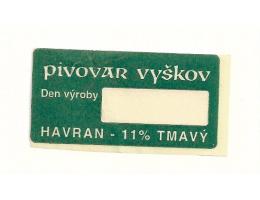 PIVOVAR VYŠKOV
Den výroby
HAVRAN - 11% TMAVÝ